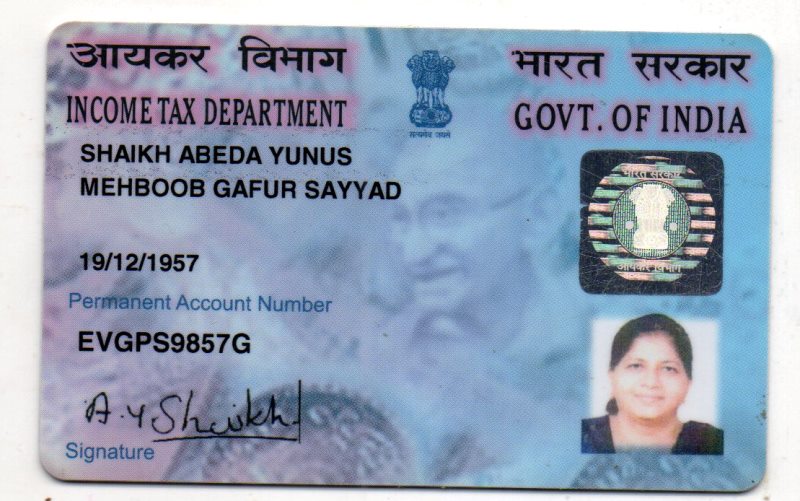 आयकर विभाग
भारत सरकार
INCOME TAX DEPARTMENT
GOVT. OF INDIA
सत्यमेव जयते
SHAIKH ABEDA YUNUS
MEHBOOB GAFUR SAYYAD
भारत सरकार
आयकर विभाग
19/12/1957
Permanent Account Number
EVGPS9857G
A.Y Shaikh
Signature